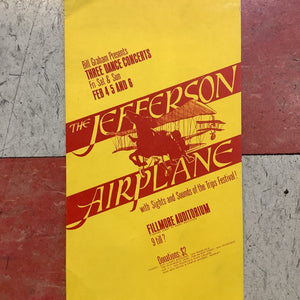 Bill Graham Presents
THREE DANCE CONCERTS
Fri Sat & Sun
FEB 4 5 AND 6
THE JEFFERSON
AIRPLANE
with Sights and Sounds of the Trips Festival!
FILLMORE AUDITORIUM
9 till ?
Donations: $2